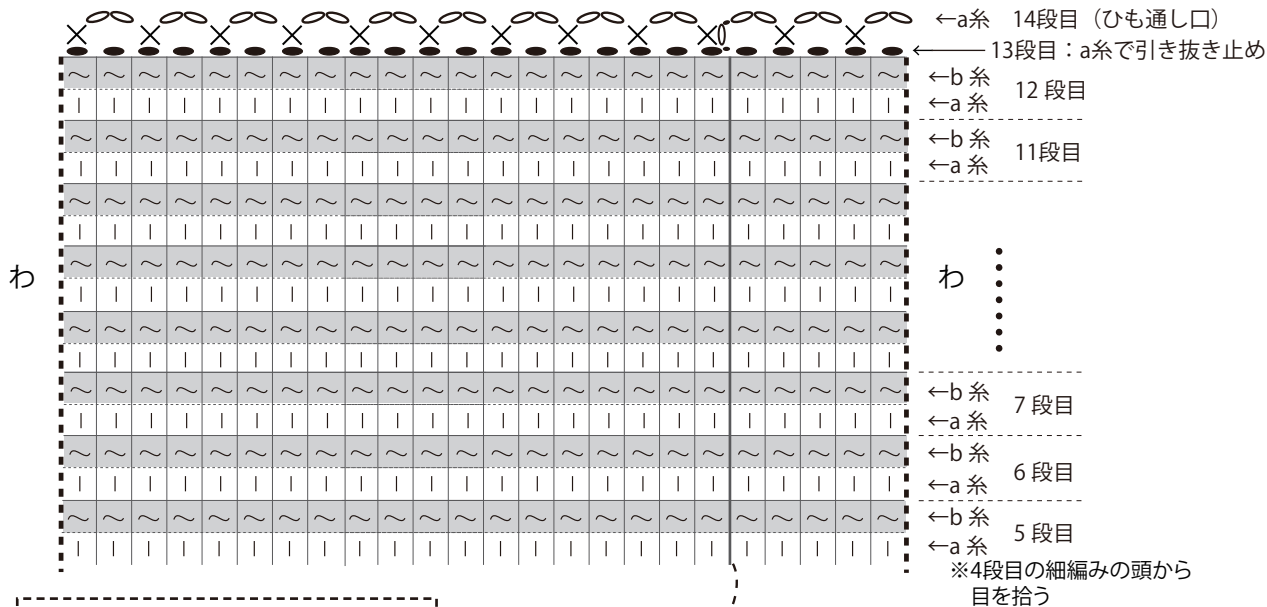 ←a糸 14段目（ひも通し口）
←13段目：a糸で引き抜き止め
←b 糸
12 段目
←a 糸
←b 糸
11段目
←a 糸
わ
わ
←b 糸
7 段目
←a 糸
←b 糸
6 段目
←a 糸
←b 糸
5 段目
←a 糸
※4段目の細編みの頭から
目を拾う